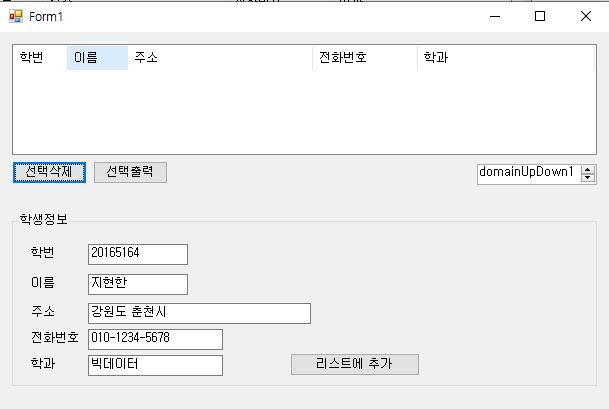 Form1
학번 이름 주소 전화번호 학과
선택삭제 선택출력 domainUpDown1
학생정보
학번 20165164
이름 지현한
주소 강원도 춘천시
전화번호 010-1234-5678
학과 빅데이터 리스트에 추가